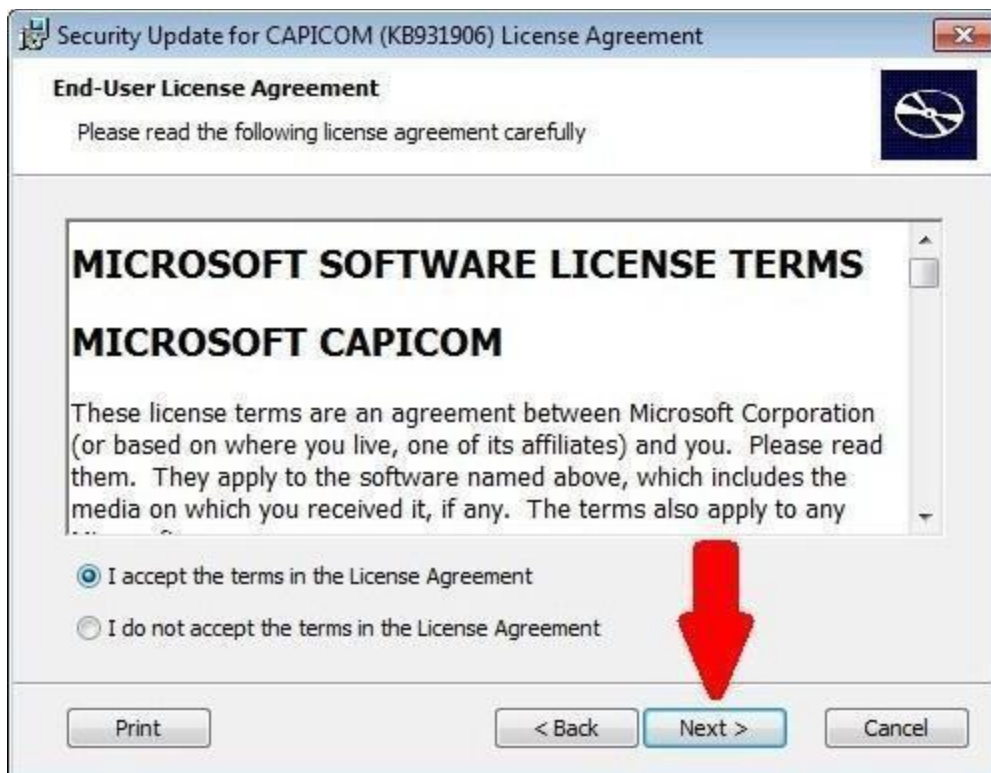 Security Update for CAPICOM (KB931906) License Agreement
End-User License Agreement
Please read the following license agreement carefully
MICROSOFT SOFTWARE LICENSE TERMS
MICROSOFT CAPICOM
These license terms are an agreement between Microsoft Corporation
(or based on where you live, one of its affiliates) and you.  Please read
them.  They apply to the software named above, which includes the
media on which you received it, if any.  The terms also apply to any
I accept the terms in the License Agreement
I do not accept the terms in the License Agreement
Print
< Back
Next >
Cancel